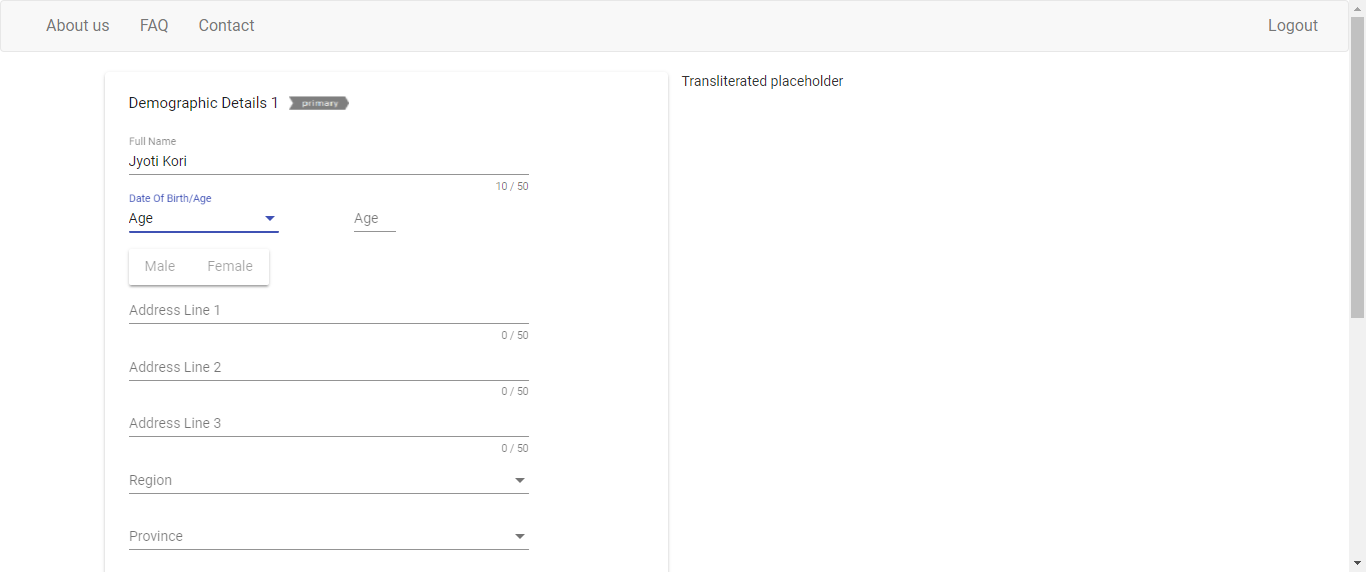 About us FAQ Contact Logout
Demographic Details 1 primary
Transliterated placeholder
Full Name
Jyoti Kori
10 / 50
Date Of Birth/Age
Age Age
Male Female
Address Line 1
0 / 50
Address Line 2
0 / 50
Address Line 3
0 / 50
Region
Province